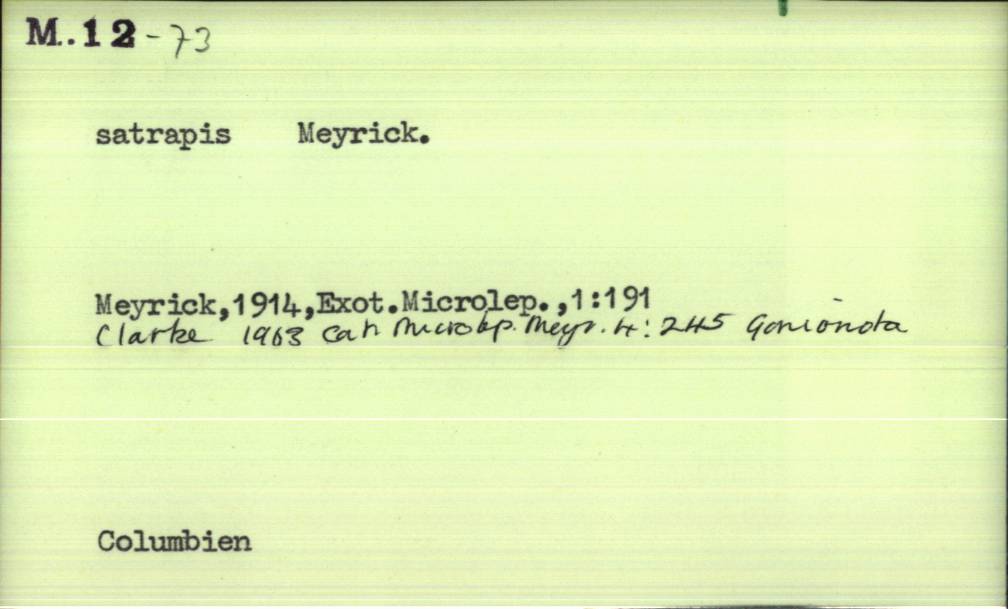 M.12-73
satrapis Meyrick.
Meyrick,1914,Exot.Microlep.,1:191
Clarke 1963 Cat. Microlep. Meyr. 4: 245 Gonionota
Columbien